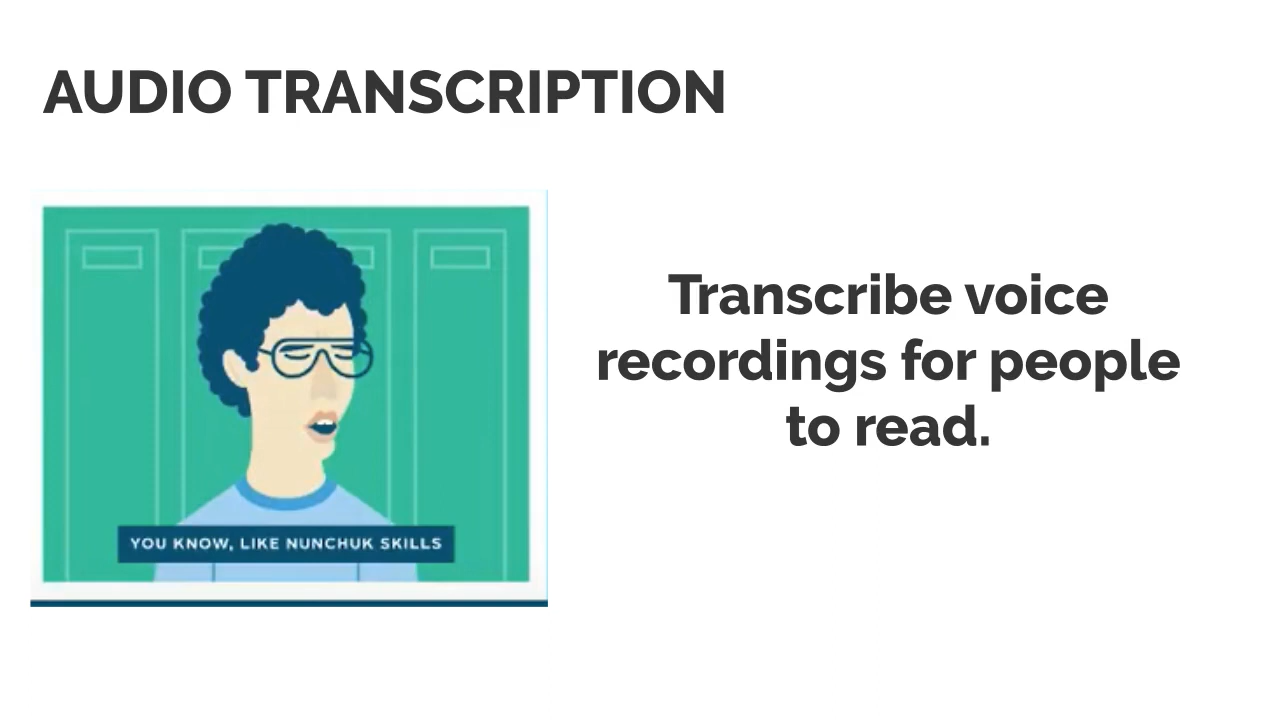 AUDIO TRANSCRIPTION
Transcribe voice
recordings for people
to read.
YOU KNOW, LIKE NUNCHUK SKILLS